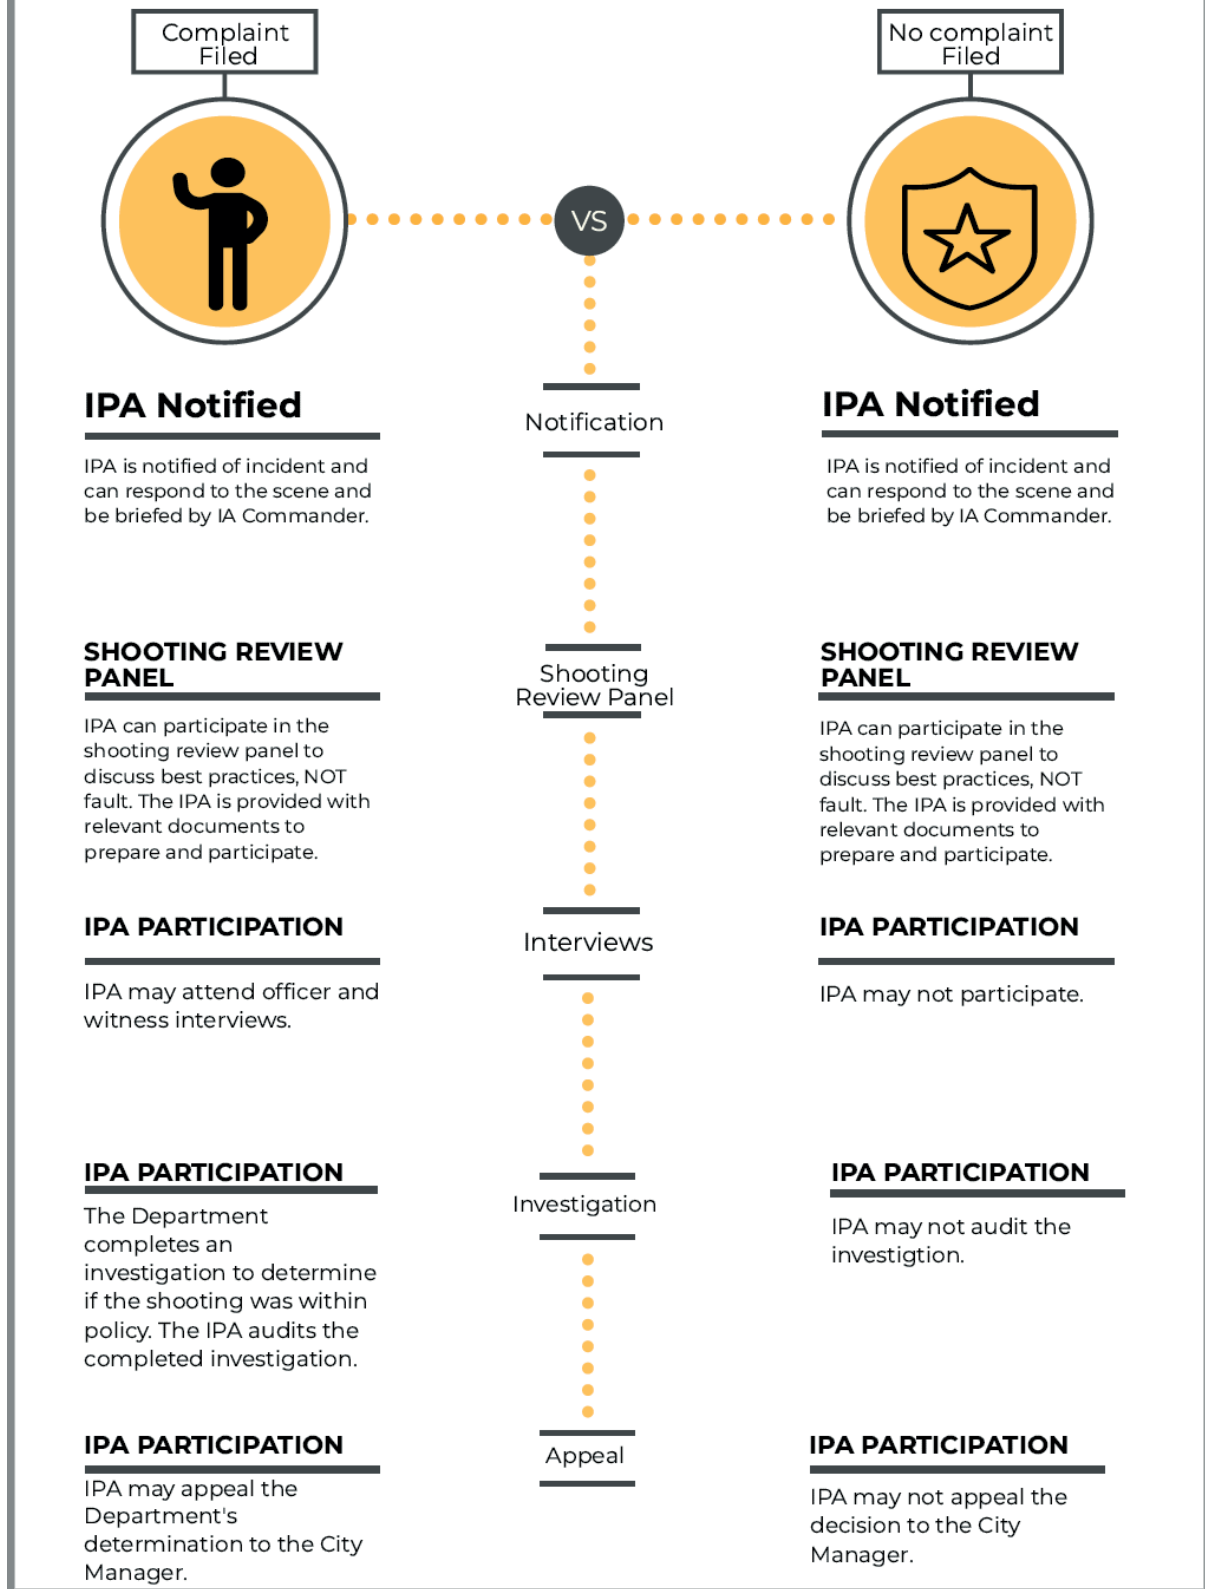 Complaint
Filed
No complaint
Filed
VS
IPA Notified
IPA is notified of incident and
can respond to the scene and
be briefed by IA Commander.
Notification
IPA Notified
IPA is notified of incident and
can respond to the scene and
be briefed by IA Commander.
SHOOTING REVIEW
PANEL
IPA can participate in the
shooting review panel to
discuss best practices, NOT
fault. The IPA is provided with
relevant documents to
prepare and participate.
Shooting
Review Panel
SHOOTING REVIEW
PANEL
IPA can participate in the
shooting review panel to
discuss best practices, NOT
fault. The IPA is provided with
relevant documents to
prepare and participate.
IPA PARTICIPATION
IPA may attend officer and
witness interviews.
Interviews
IPA PARTICIPATION
IPA may not participate.
IPA PARTICIPATION
The Department
completes an
investigation to determine
if the shooting was within
policy. The IPA audits the
completed investigation.
Investigation
IPA PARTICIPATION
IPA may not audit the
investigtion.
IPA PARTICIPATION
IPA may appeal the
Department's
determination to the City
Manager.
Appeal
IPA PARTICIPATION
IPA may not appeal the
decision to the City
Manager.